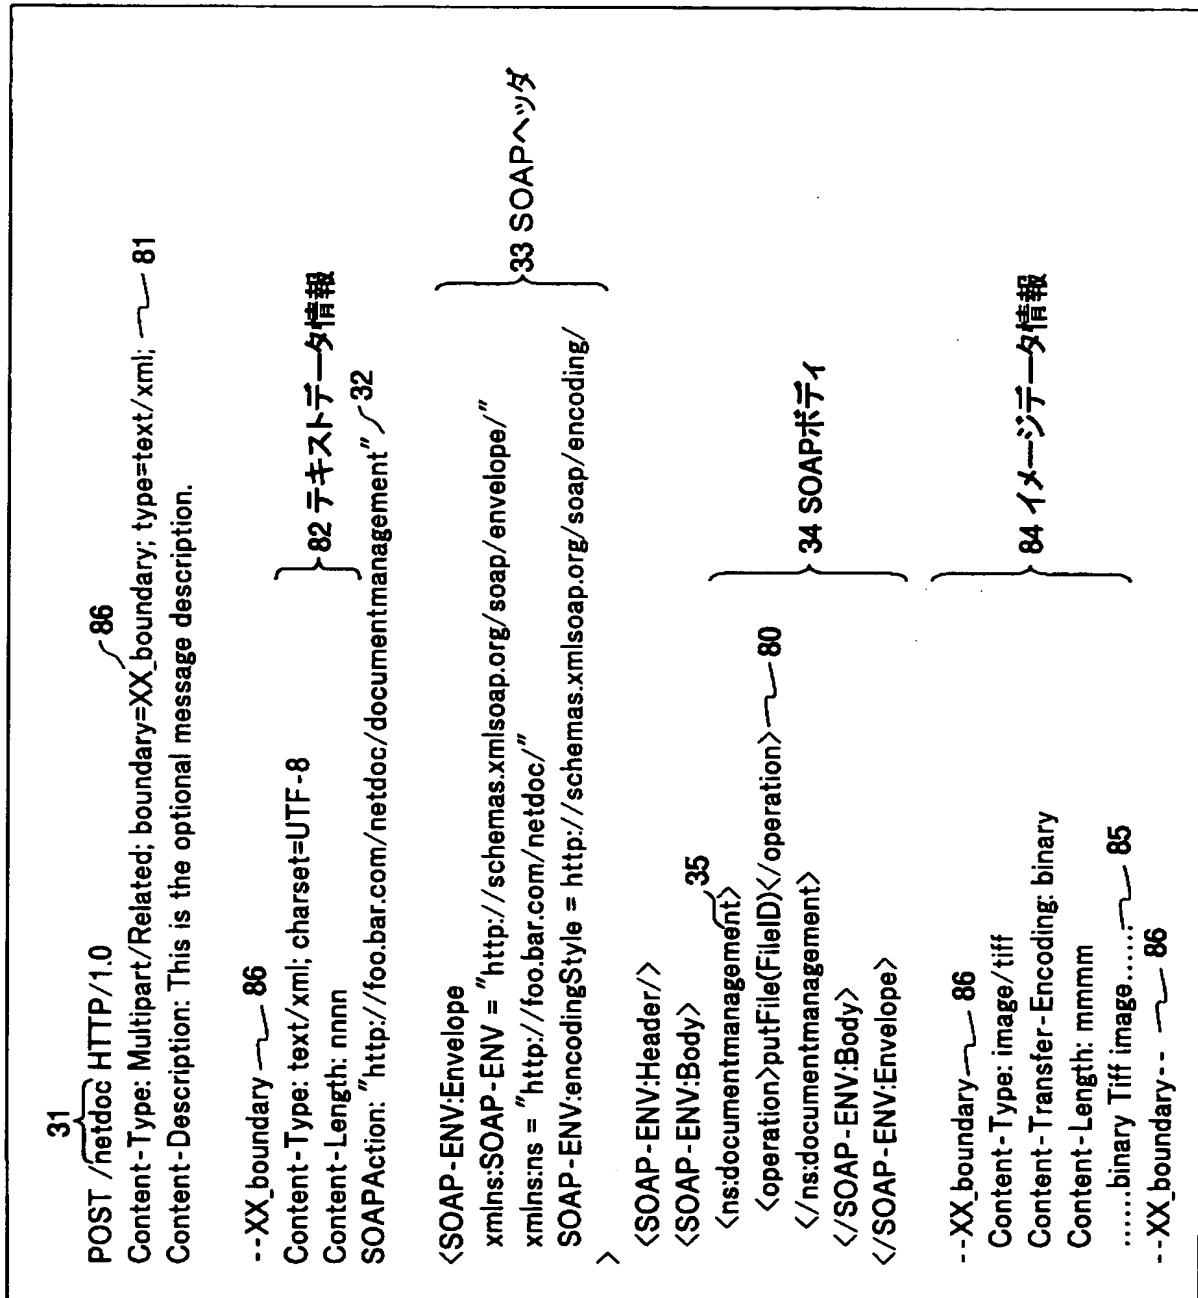 31
POST /netdoc HTTP/1.0
86
Content-Type: Multipart/Related; boundary=XX_boundary; type=text/xml; 81
Content-Description: This is the optional message description.
--XX_boundary 86
Content-Type: text/xml; charset=UTF-8
Content-Length: nnnn
82 テキストデータ情報
SOAPAction: "http://foo.bar.com/netdoc/documentmanagement" 32
<SOAP-ENV:Envelope
xmlns:SOAP-ENV = "http://schemas.xmlsoap.org/soap/envelope/"
xmlns:ns = "http://foo.bar.com/netdoc/"
SOAP-ENV:encodingStyle = http://schemas.xmlsoap.org/soap/encoding/
>
33 SOAPヘッダ
<SOAP-ENV:Header/>
<SOAP-ENV:Body>
35
<ns:documentmanagement>
<operation>putFile(FileID)</operation> 80
</ns:documentmanagement>
</SOAP-ENV:Body>
</SOAP-ENV:Envelope>
34 SOAPボディ
--XX_boundary 86
Content-Type: image/tiff
Content-Transfer-Encoding: binary
Content-Length: mmmm
......binary Tiff image...... 85
--XX_boundary-- 86
84 イメージデータ情報